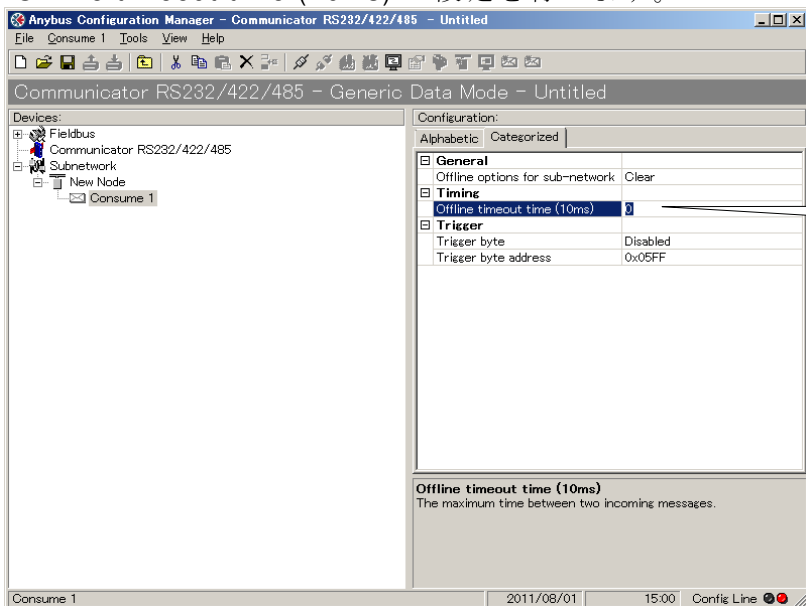 Anybus Configuration Manager - Communicator RS232/422/485 - Untitled
File Consume 1 Tools View Help
Communicator RS232/422/485 - Generic Data Mode - Untitled
Devices:
Fieldbus
Communicator RS232/422/485
Subnetwork
New Node
Consume 1
Configuration:
Alphabetic Categorized
General
Offline options for sub-network Clear
Timing
Offline timeout time (10ms) 0
Trigger
Trigger byte Disabled
Trigger byte address 0x05FF
Offline timeout time (10ms)
The maximum time between two incoming messages.
Consume 1 2011/08/01 15:00 Config Line